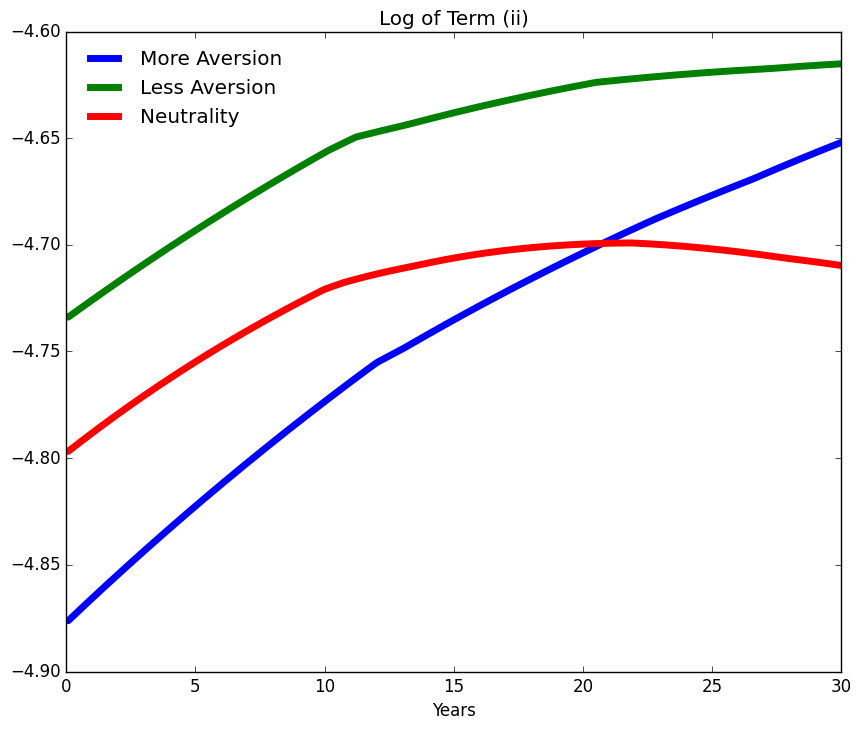 Log of Term (ii)
More Aversion
Less Aversion
Neutrality
−4.60
−4.65
−4.70
−4.75
−4.80
−4.85
−4.90
0 5 10 15 20 25 30
Years